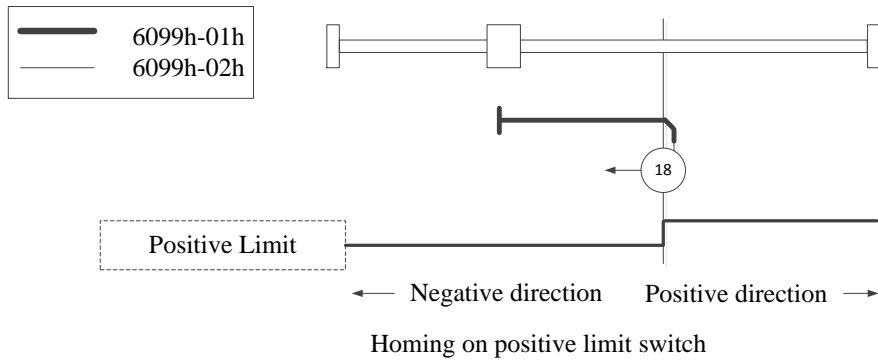 6099h-01h
6099h-02h
18
Positive Limit
Negative direction Positive direction
Homing on positive limit switch